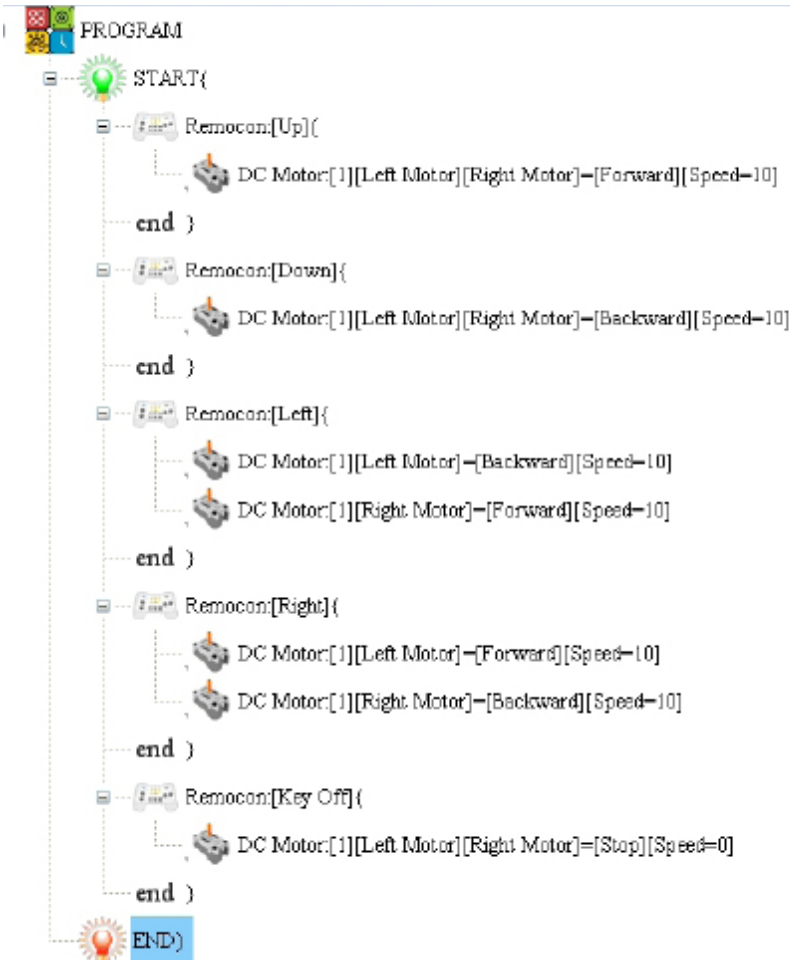 PROGRAM
START{
Remocon:[Up]{
DC Motor:[1][Left Motor][Right Motor]=[Forward][Speed=10]
end }
Remocon:[Down]{
DC Motor:[1][Left Motor][Right Motor]=[Backward][Speed=10]
end }
Remocon:[Left]{
DC Motor:[1][Left Motor]=[Backward][Speed=10]
DC Motor:[1][Right Motor]=[Forward][Speed=10]
end }
Remocon:[Right]{
DC Motor:[1][Left Motor]=[Forward][Speed=10]
DC Motor:[1][Right Motor]=[Backward][Speed=10]
end }
Remocon:[Key Off]{
DC Motor:[1][Left Motor][Right Motor]=[Stop][Speed=0]
end }
END}